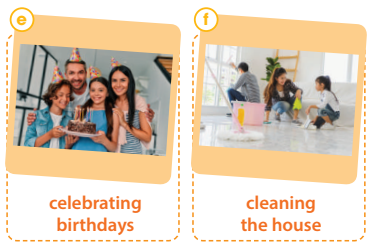 e
f
celebrating
birthdays
cleaning
the house